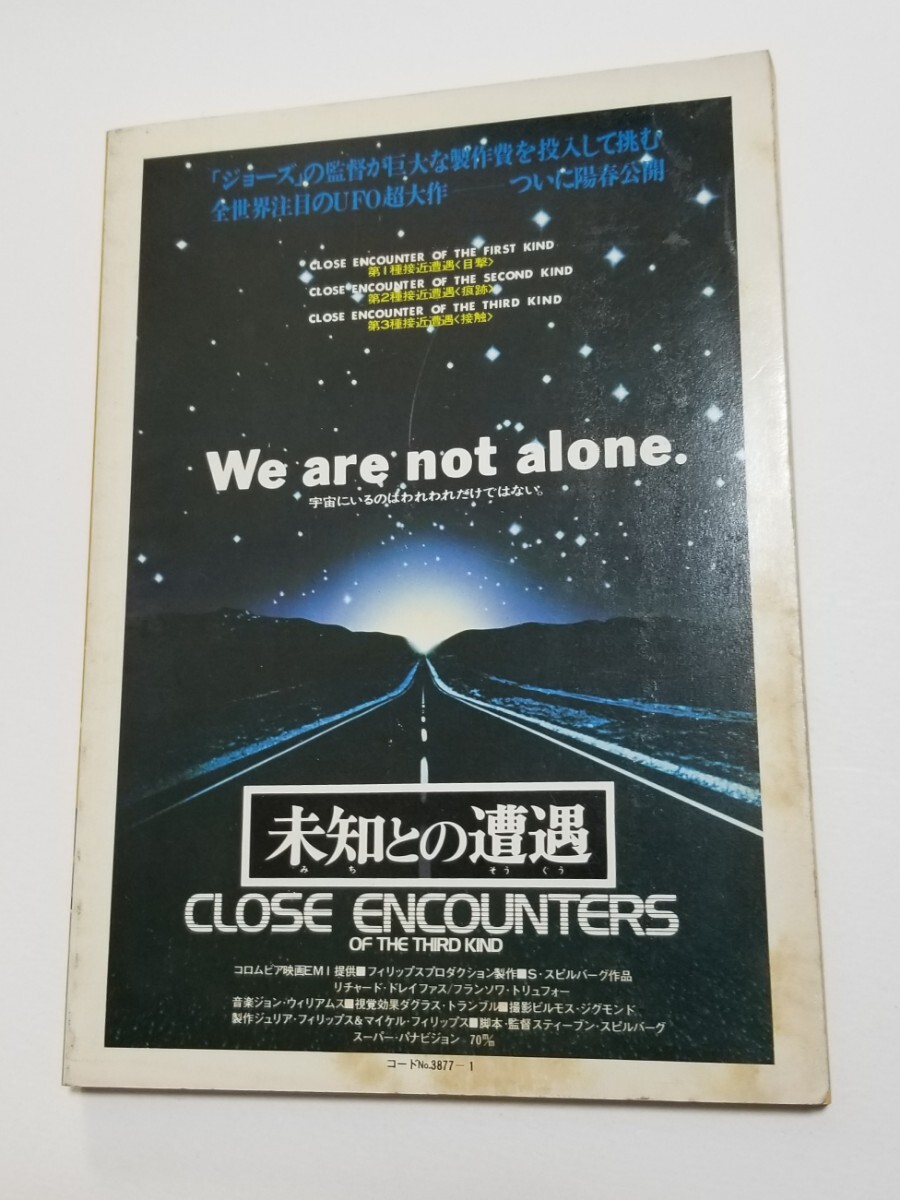 「ジョーズ」の監督が巨大な製作費を投入して挑む
全世界注目のUFO超大作——ついに陽春公開
CLOSE ENCOUNTER OF THE FIRST KIND
第1種接近遭遇〈目撃〉
CLOSE ENCOUNTER OF THE SECOND KIND
第2種接近遭遇〈痕跡〉
CLOSE ENCOUNTER OF THE THIRD KIND
第3種接近遭遇〈接触〉
We are not alone.
宇宙にいるのはわれわれだけではない。
未知との遭遇
みち そうぐう
CLOSE ENCOUNTERS
OF THE THIRD KIND
コロムビア映画EMI提供■フィリップスプロダクション製作■S・スピルバーグ作品
リチャード・ドレイファス/フランソワ・トリュフォー
音楽ジョン・ウィリアムス■視覚効果ダグラス・トランブル■撮影ビルモス・ジグモンド
製作ジュリア・フィリップス&マイケル・フィリップス■脚本・監督スティーブン・スピルバーグ
スーパー・パナビジョン 70m/m
コードNo.3877-1